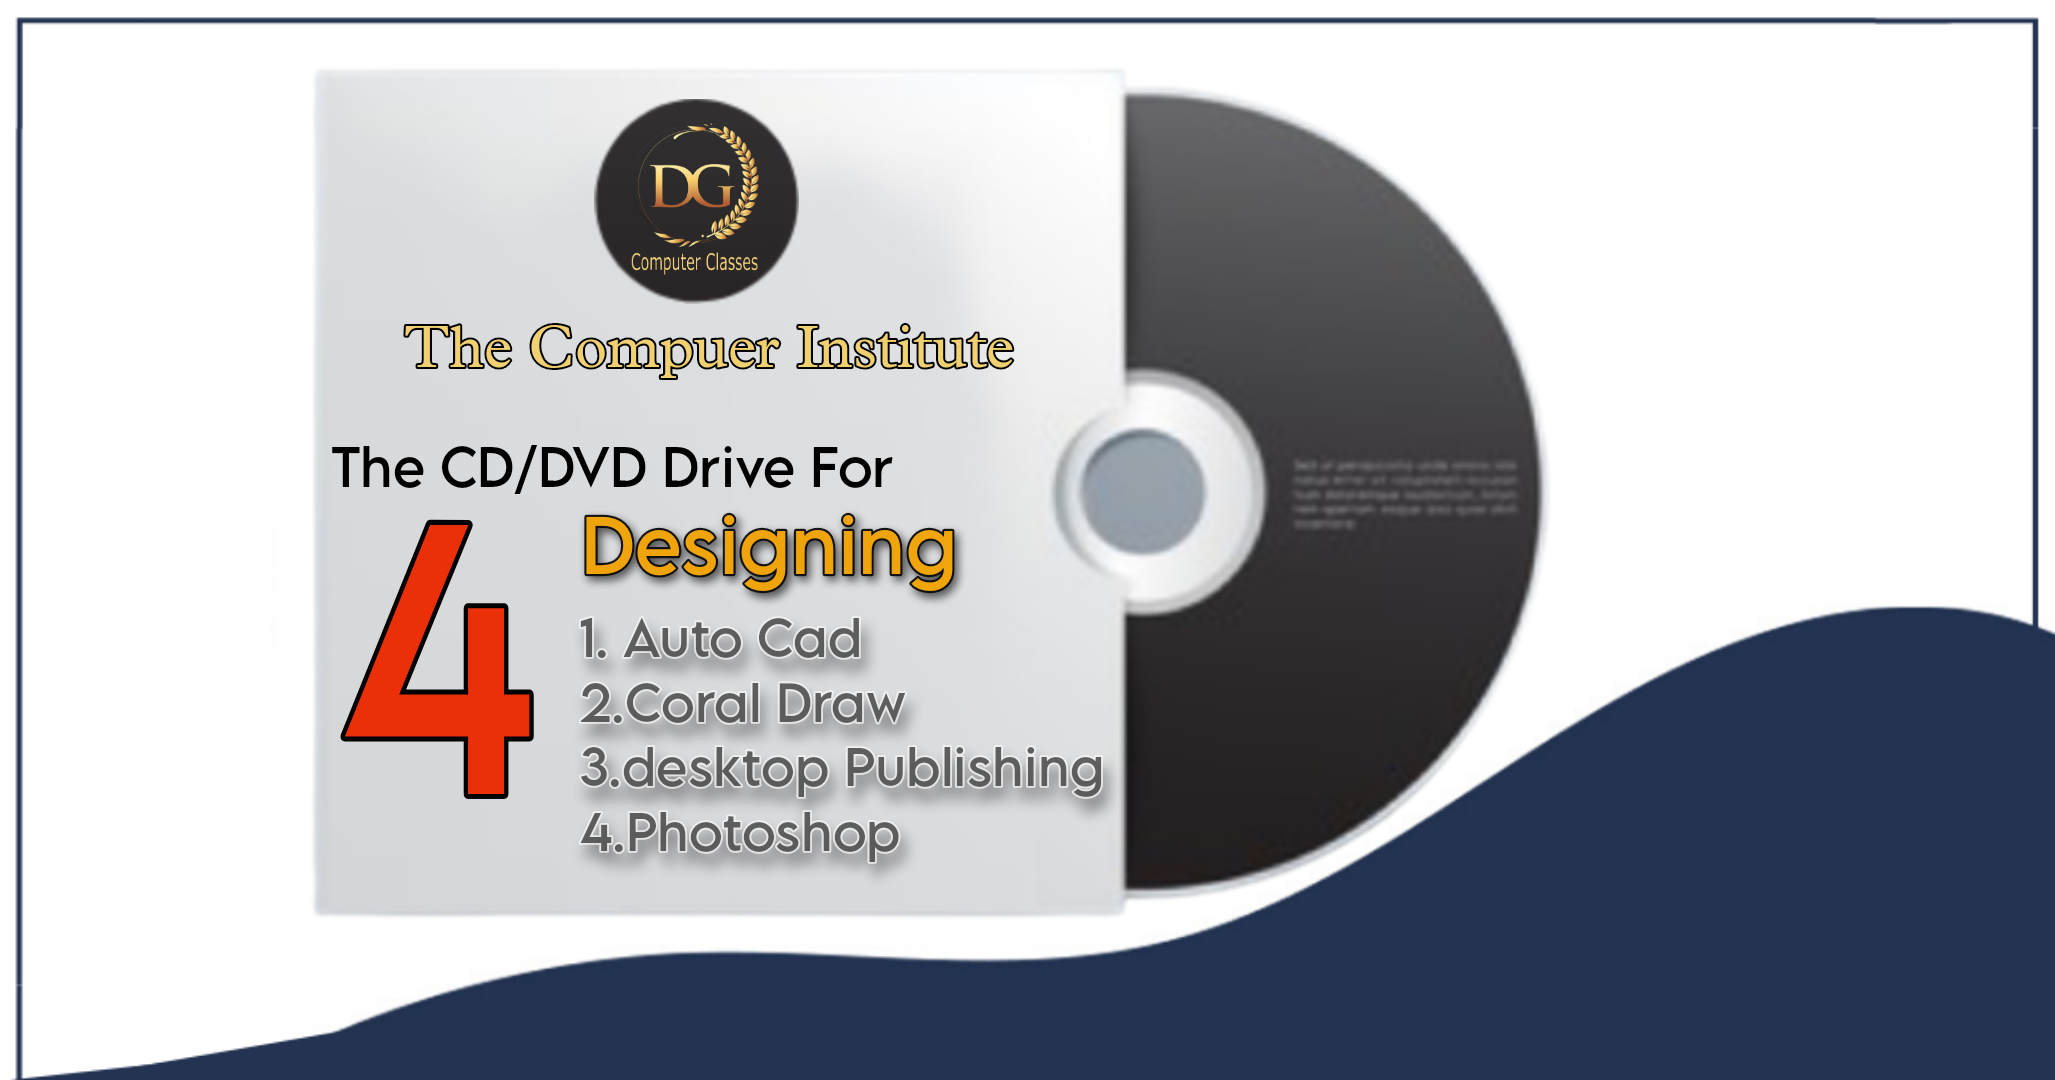 DG
Computer Classes
The Compuer Institute
The CD/DVD Drive For
4
Designing
1. Auto Cad
2.Coral Draw
3.desktop Publishing
4.Photoshop